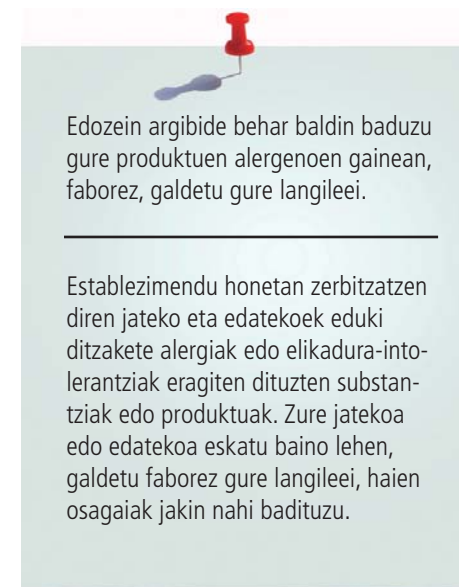 Edozein argibide behar baldin baduzu
gure produktuen alergenoen gainean,
faborez, galdetu gure langileei.
Establezimendu honetan zerbitzatzen
diren jateko eta edatekoek eduki
ditzakete alergiak edo elikadura-into-
lerantziak eragiten dituzten substan-
tziak edo produktuak. Zure jatekoa
edo edatekoa eskatu baino lehen,
galdetu faborez gure langileei, haien
osagaiak jakin nahi badituzu.